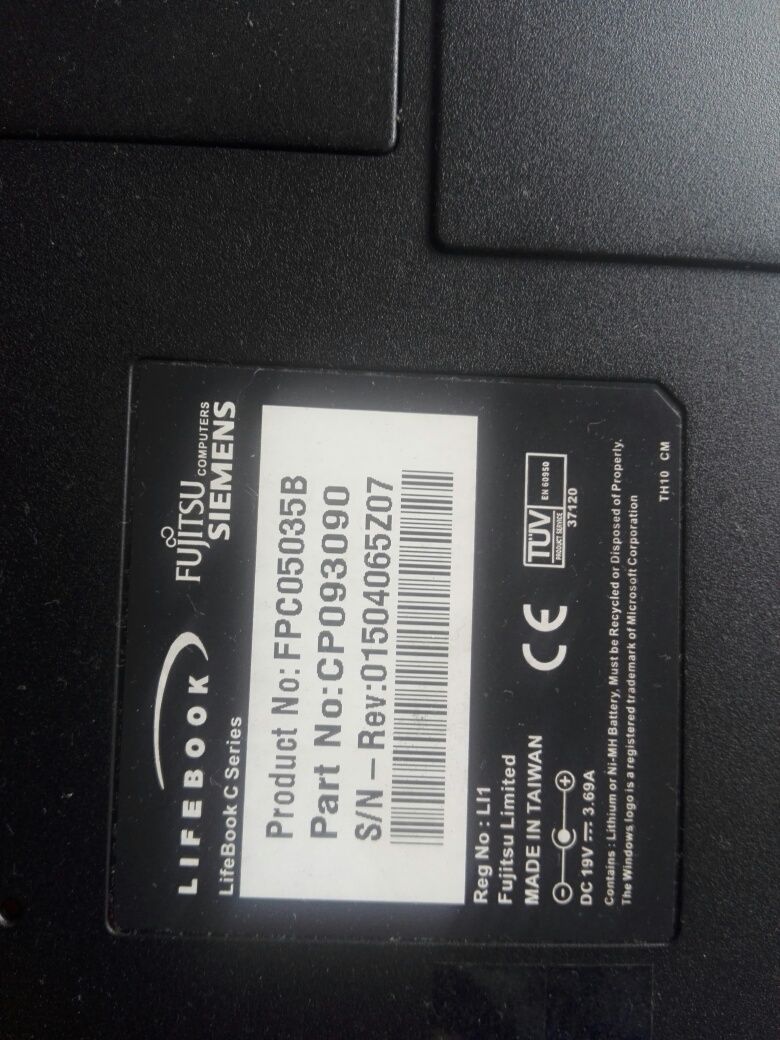 LIFEBOOK
FUJITSU COMPUTERS
SIEMENS
LifeBook C Series
Product No:FPC05035B
Part No:CP093090
S/N – Rev:01504065Z07
Reg No : LI1
Fujitsu Limited
MADE IN TAIWAN
DC 19V 3.69A
CE
TÜV
PRODUCT SERVICE
EN 60950
37120
Contains : Lithium or Ni-MH Battery, Must be Recycled or Disposed of Properly.
The Windows logo is a registered trademark of Microsoft Corporation
TH10 CM